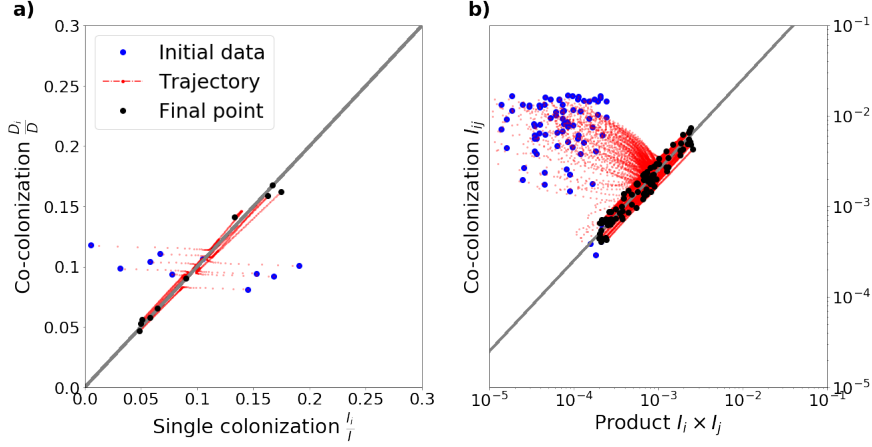 a)
0.3
0.25
0.2
0.15
0.1
0.05
0.0
Co-colonization D_i/D
Initial data
Trajectory
Final point
0.0 0.05 0.1 0.15 0.2 0.25 0.3
Single colonization I_i/I
b)
10^-1
10^-2
10^-3
10^-4
10^-5
Co-colonization I_ij
10^-5 10^-4 10^-3 10^-2 10^-1
Product I_i × I_j